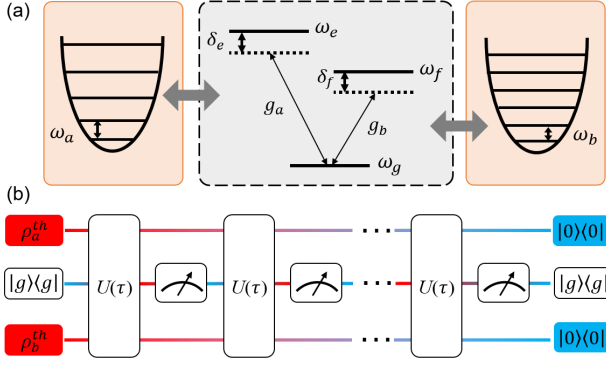 (a)
ω_e
δ_e
ω_f
δ_f
ω_a
g_a
g_b
ω_b
ω_g
(b)
ρ_a^{th}
|0⟩⟨0|
|g⟩⟨g|
U(τ)
U(τ)
· · ·
U(τ)
|g⟩⟨g|
ρ_b^{th}
|0⟩⟨0|